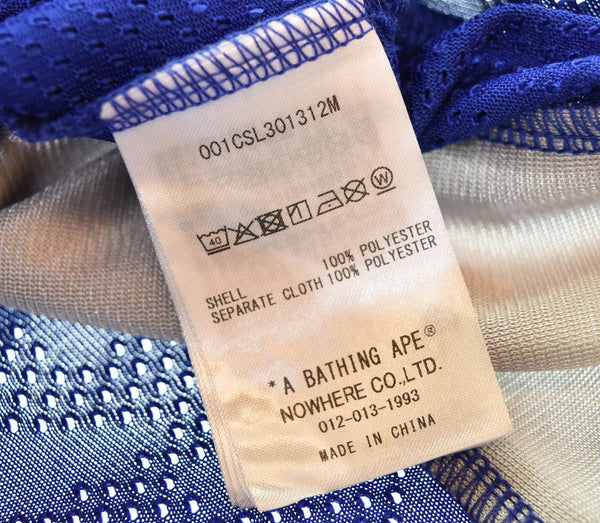 001CSL301312M
40 W
SHELL 100% POLYESTER
SEPARATE CLOTH 100% POLYESTER
*A BATHING APE®
NOWHERE CO.,LTD.
012-013-1993
MADE IN CHINA